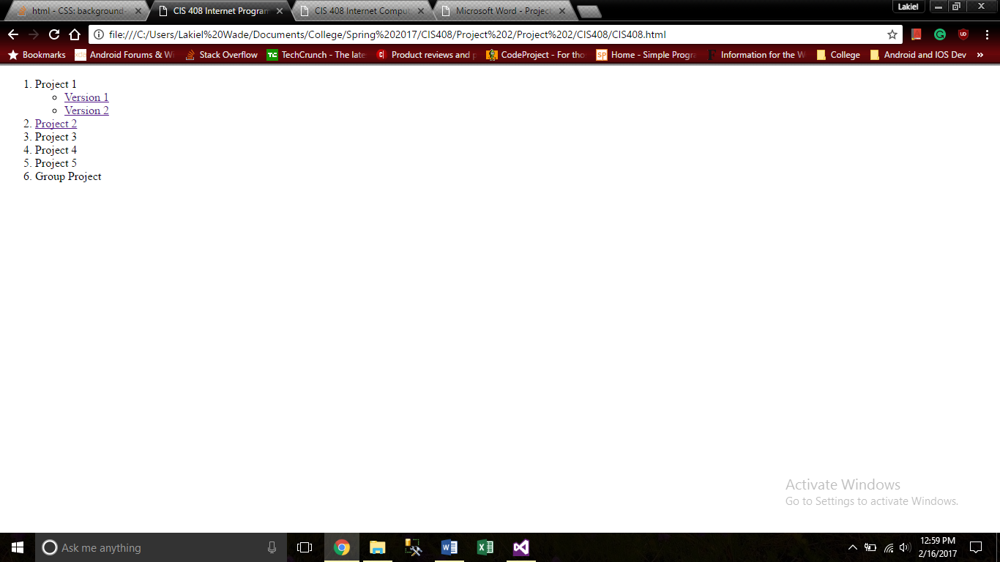 html - CSS: background-
CIS 408 Internet Program
CIS 408 Internet Comput
Microsoft Word - Project
Lakiel
file:///C:/Users/Lakiel%20Wade/Documents/College/Spring%202017/CIS408/Project%202/Project%202/CIS408/CIS408.html
Bookmarks
Android Forums & Wi
Stack Overflow
TechCrunch - The late
Product reviews and p
CodeProject - For tho
Home - Simple Progra
Information for the W
College
Android and IOS Dev
1. Project 1
Version 1
Version 2
2. Project 2
3. Project 3
4. Project 4
5. Project 5
6. Group Project
Activate Windows
Go to Settings to activate Windows.
Ask me anything
12:59 PM
2/16/2017